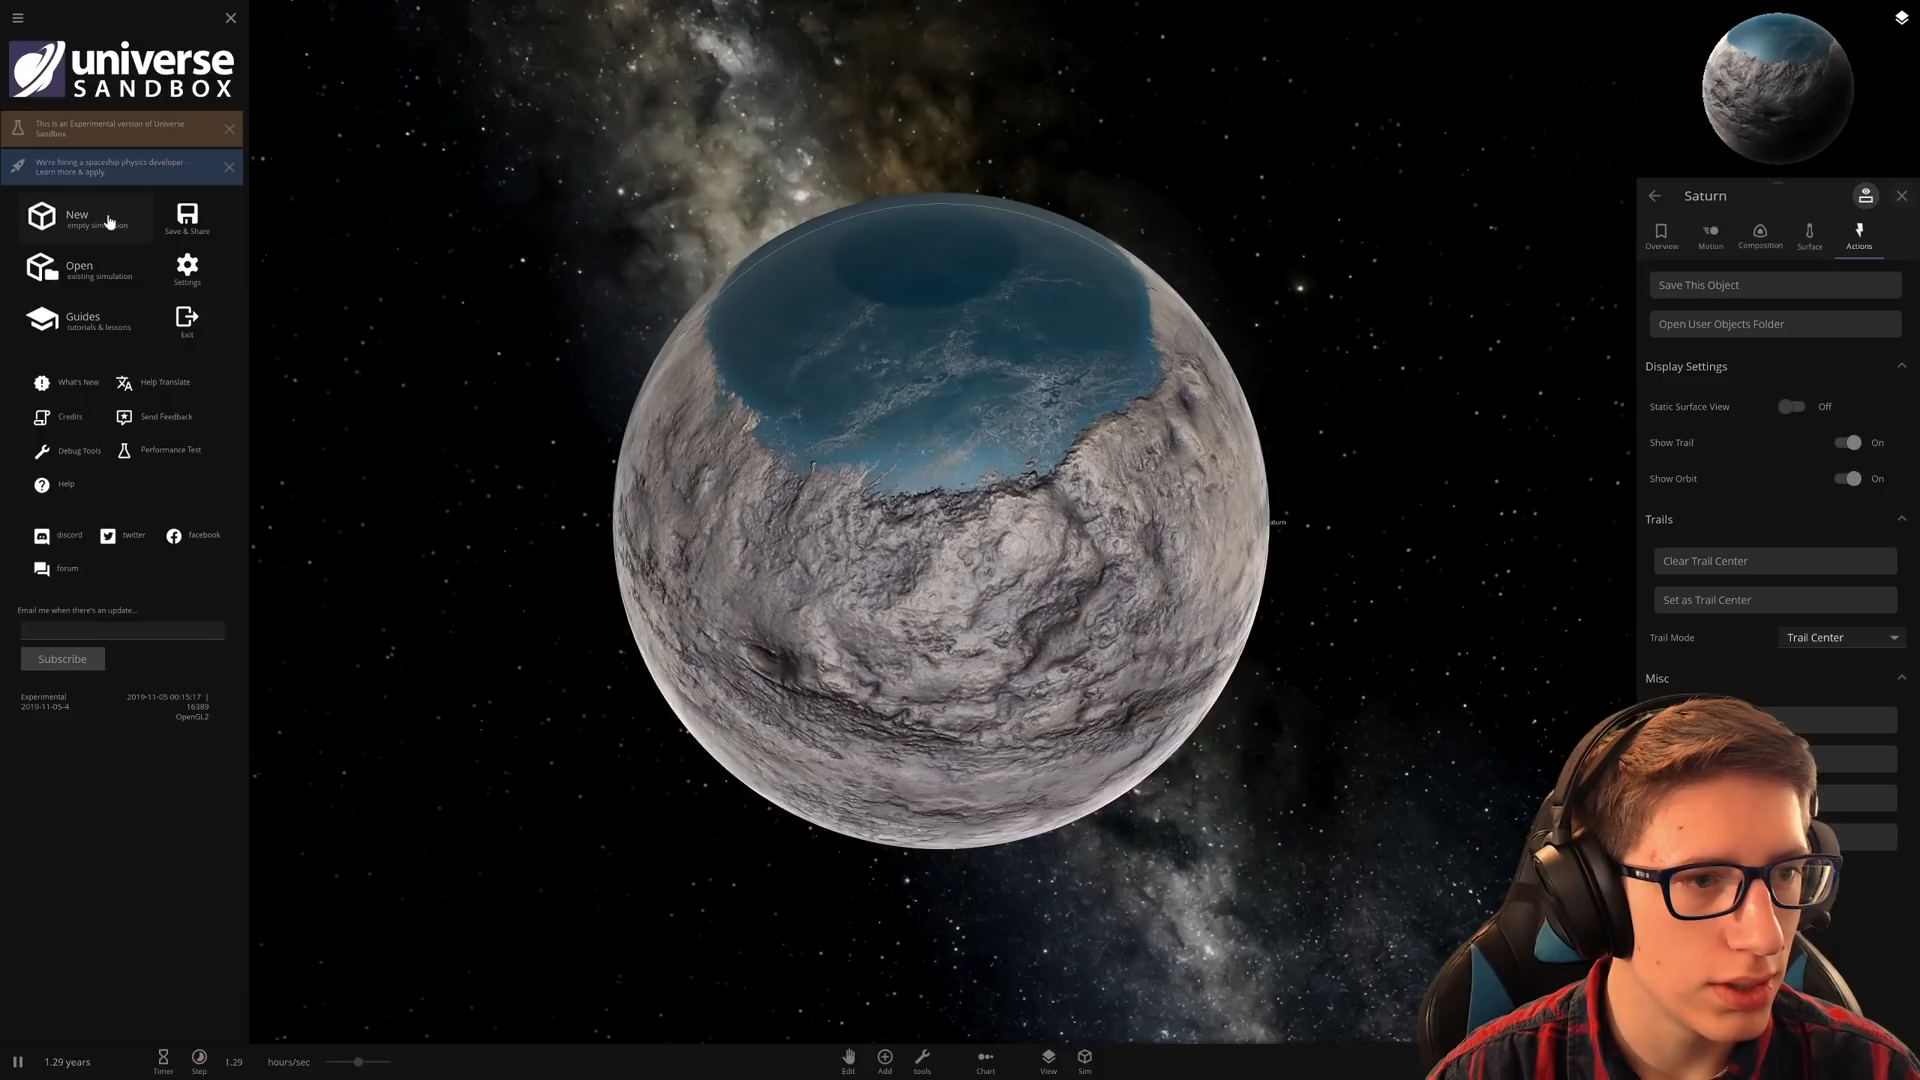 universe
SANDBOX
This is an Experimental version of Universe
Sandbox.
We're hiring a spaceship physics developer -
Learn more & apply
New
Save & Share
Open
existing simulation
Settings
Guides
tutorials & lessons
Exit
What's New
Help Translate
Credits
Send Feedback
Debug Tools
Performance Test
Help
discord
twitter
facebook
forum
Email me when there's an update...
Subscribe
Experimental
2019-11-05-4
2019-11-05 00:15:17 |
16389
OpenGL2
1.29 years
Timer
Step
1.29
hours/sec
Edit
Add
tools
Chart
View
Sim
Saturn
Overview
Motion
Composition
Surface
Actions
Save This Object
Open User Objects Folder
Display Settings
Static Surface View
Off
Show Trail
On
Show Orbit
On
Trails
Clear Trail Center
Set as Trail Center
Trail Mode
Trail Center
Misc